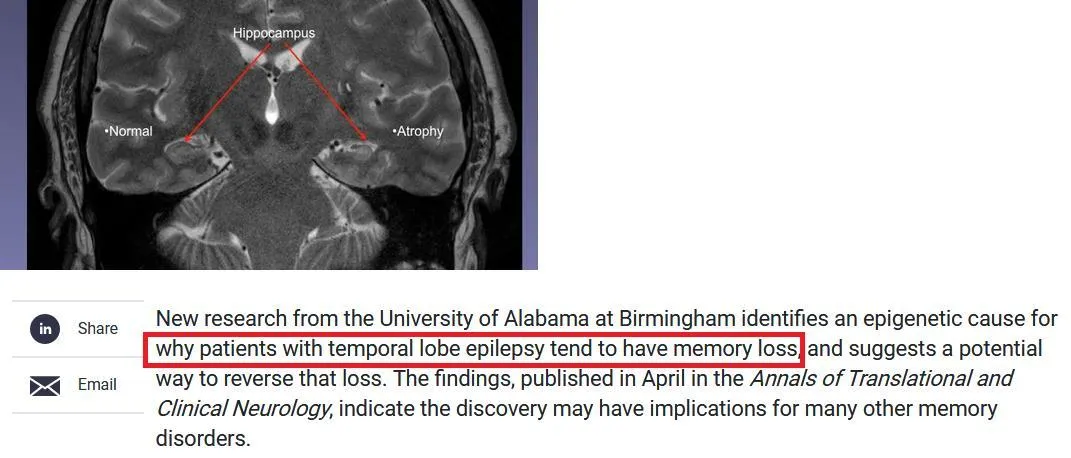 Hippocampus
•Normal
•Atrophy
in Share
Email
New research from the University of Alabama at Birmingham identifies an epigenetic cause for
why patients with temporal lobe epilepsy tend to have memory loss, and suggests a potential
way to reverse that loss. The findings, published in April in the Annals of Translational and
Clinical Neurology, indicate the discovery may have implications for many other memory
disorders.